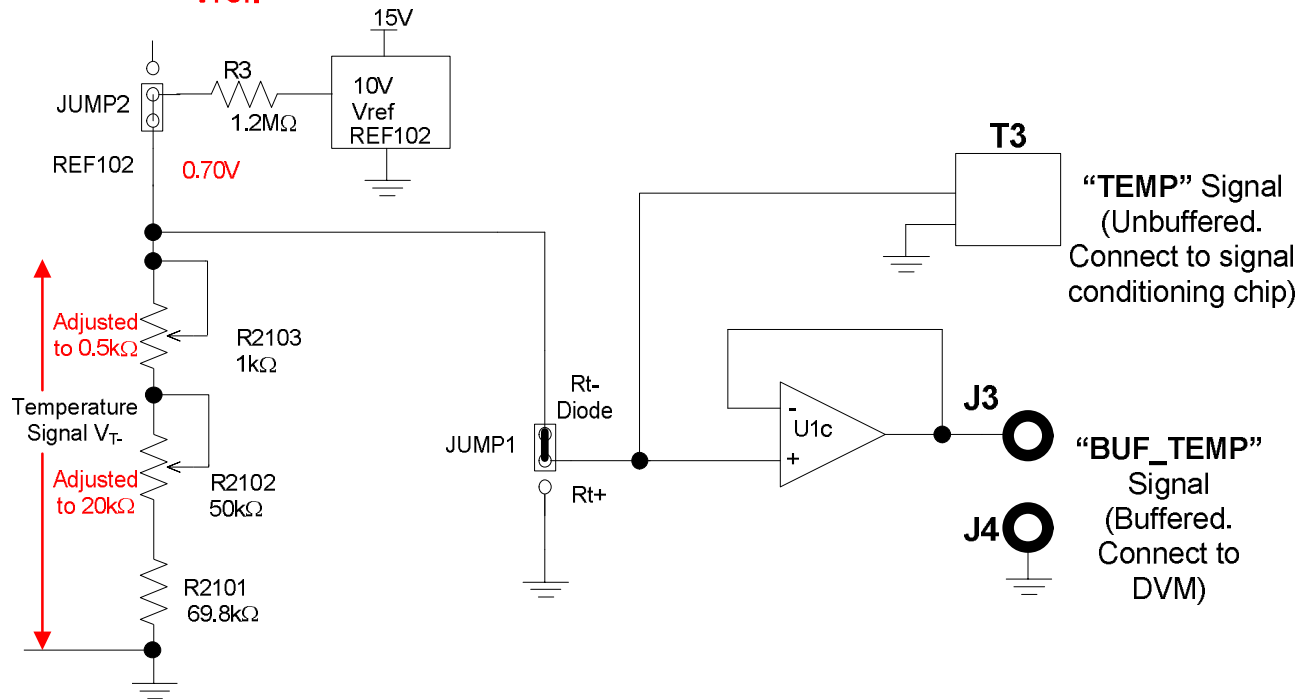 15V
R3
JUMP2
10V
Vref
REF102
1.2MΩ
REF102
0.70V
T3
“TEMP” Signal
(Unbuffered.
Connect to signal
conditioning chip)
Adjusted
to 0.5kΩ
R2103
1kΩ
Temperature
Signal VT-
Rt-
Diode
JUMP1
-
U1c
+
J3
Adjusted
to 20kΩ
R2102
50kΩ
Rt+
“BUF_TEMP”
Signal
(Buffered.
Connect to
DVM)
J4
R2101
69.8kΩ